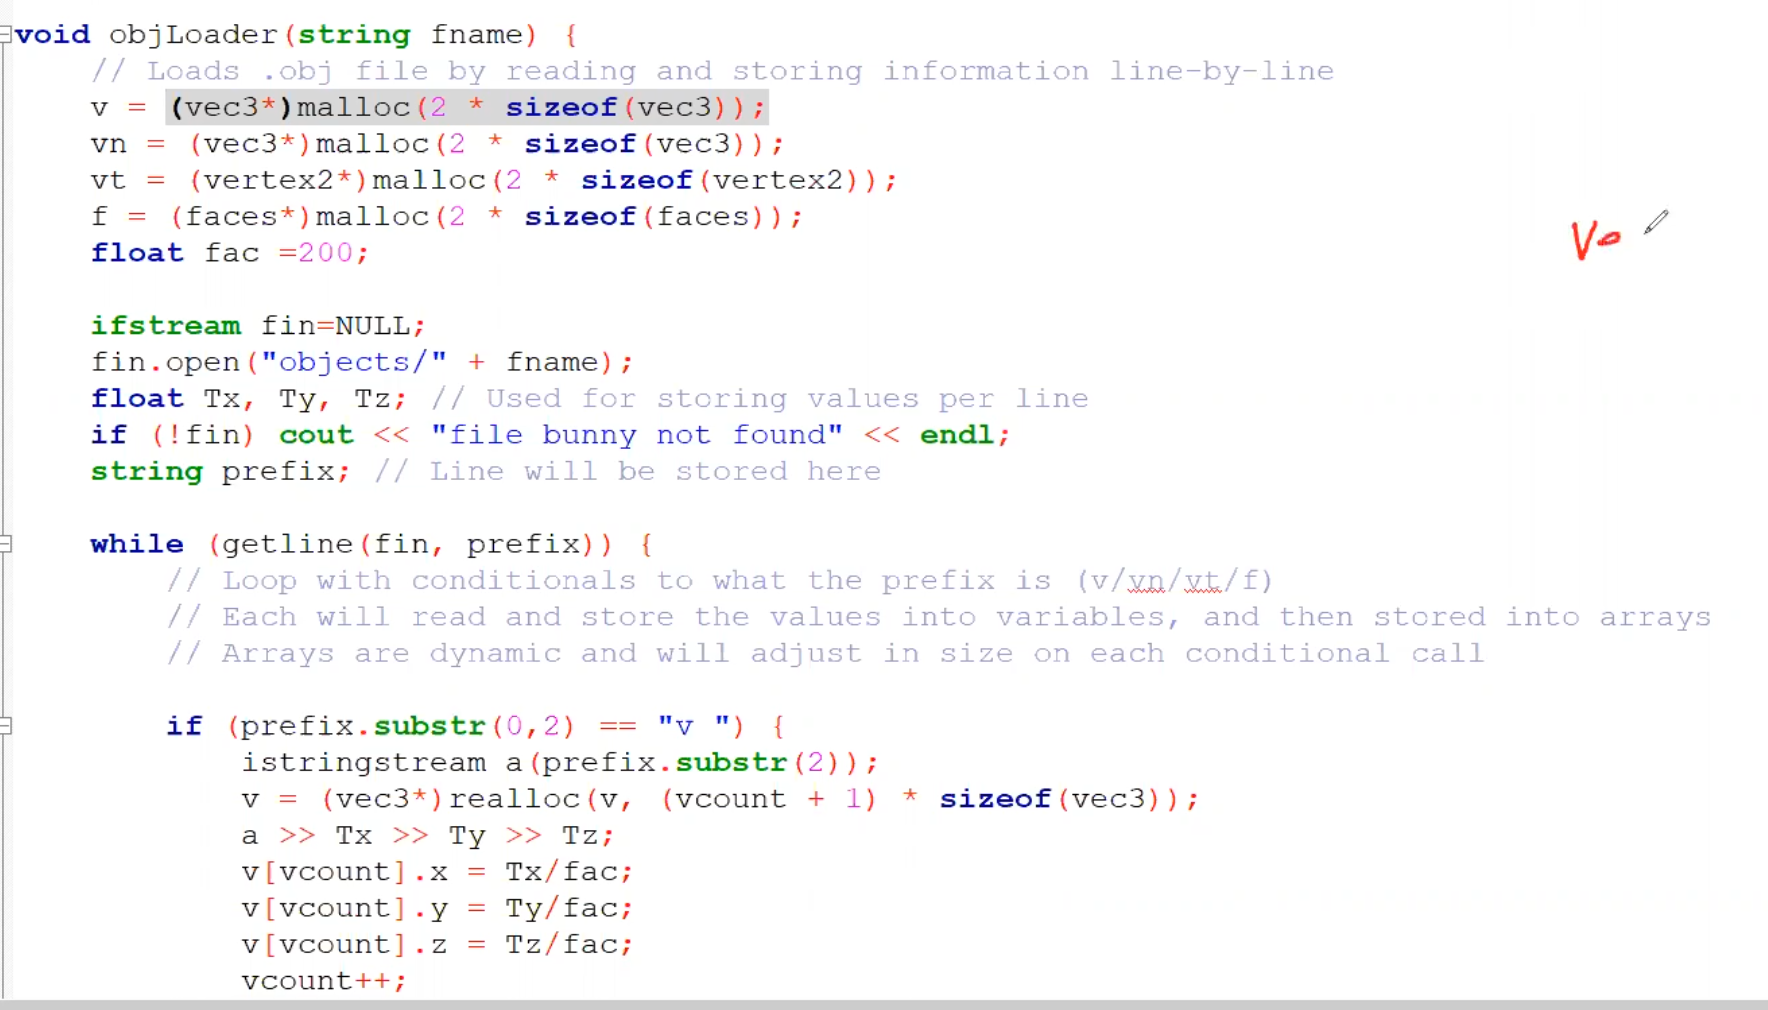 void objLoader(string fname) {
    // Loads .obj file by reading and storing information line-by-line
    v = (vec3*)malloc(2 * sizeof(vec3));
    vn = (vec3*)malloc(2 * sizeof(vec3));
    vt = (vertex2*)malloc(2 * sizeof(vertex2));
    f = (faces*)malloc(2 * sizeof(faces));
    float fac =200;
    ifstream fin=NULL;
    fin.open("objects/" + fname);
    float Tx, Ty, Tz; // Used for storing values per line
    if (!fin) cout << "file bunny not found" << endl;
    string prefix; // Line will be stored here
    while (getline(fin, prefix)) {
        // Loop with conditionals to what the prefix is (v/vn/vt/f)
        // Each will read and store the values into variables, and then stored into arrays
        // Arrays are dynamic and will adjust in size on each conditional call
        if (prefix.substr(0,2) == "v ") {
            istringstream a(prefix.substr(2));
            v = (vec3*)realloc(v, (vcount + 1) * sizeof(vec3));
            a >> Tx >> Ty >> Tz;
            v[vcount].x = Tx/fac;
            v[vcount].y = Ty/fac;
            v[vcount].z = Tz/fac;
            vcount++;